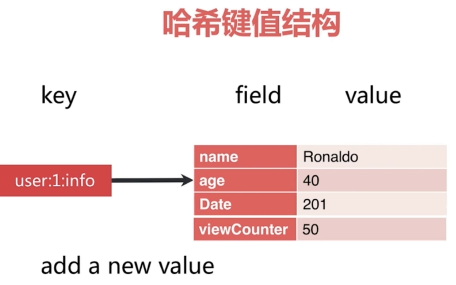 哈希键值结构
key field value
name Ronaldo
user:1:info age 40
Date 201
viewCounter 50
add a new value